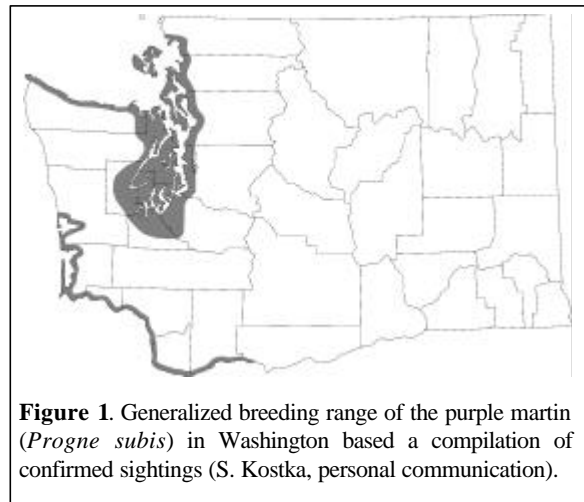 Figure 1. Generalized breeding range of the purple martin
(Progne subis) in Washington based a compilation of
confirmed sightings (S. Kostka, personal communication).